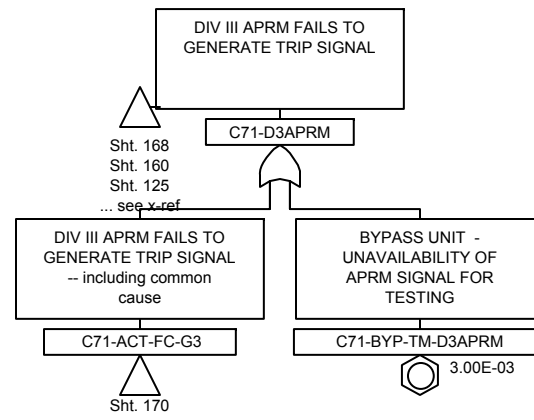 DIV III APRM FAILS TO
GENERATE TRIP SIGNAL
C71-D3APRM
Sht. 168
Sht. 160
Sht. 125
... see x-ref
DIV III APRM FAILS TO
GENERATE TRIP SIGNAL
-- including common
cause
C71-ACT-FC-G3
Sht. 170
BYPASS UNIT -
UNAVAILABILITY OF
APRM SIGNAL FOR
TESTING
C71-BYP-TM-D3APRM
3.00E-03